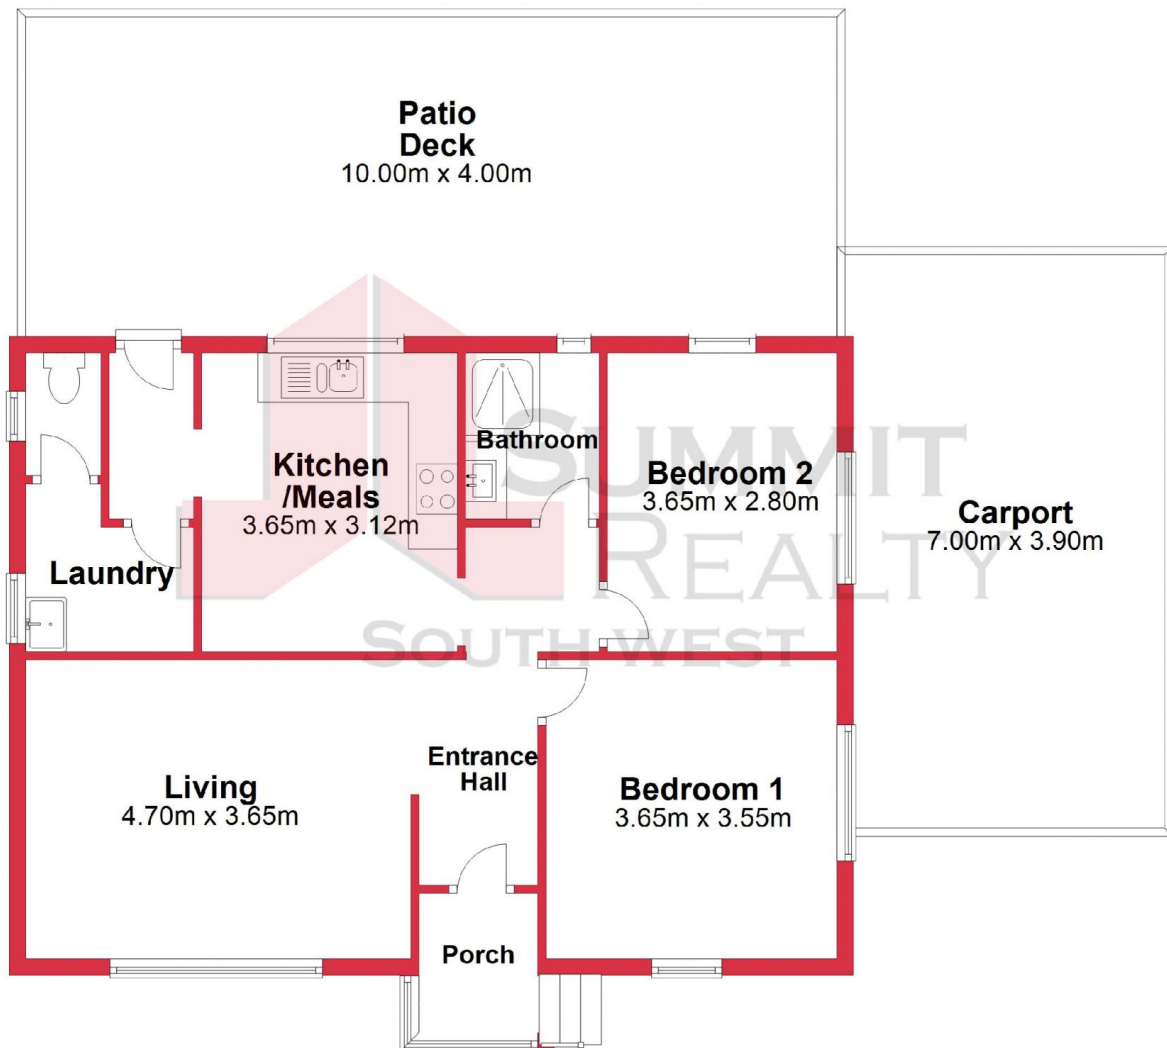 Patio
Deck
10.00m x 4.00m
Kitchen
/Meals
3.65m x 3.12m
Bathroom
Bedroom 2
3.65m x 2.80m
Carport
7.00m x 3.90m
Laundry
SUMMIT
REALTY
SOUTH WEST
Living
4.70m x 3.65m
Entrance
Hall
Bedroom 1
3.65m x 3.55m
Porch